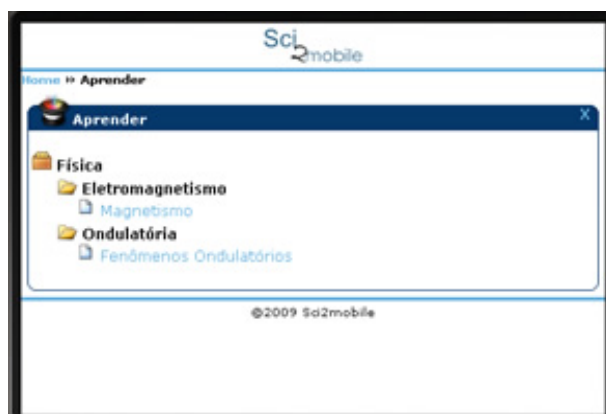 Sci2mobile
Home » Aprender
Aprender X
Física
Eletromagnetismo
Magnetismo
Ondulatória
Fenômenos Ondulatórios
©2009 Sci2mobile